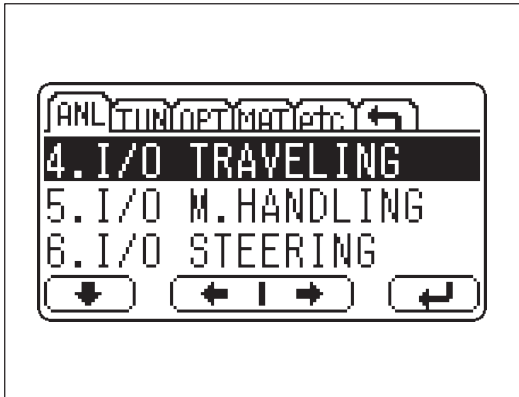 ANL TUN OPT MAT etc
4.I/O TRAVELING
5.I/O M.HANDLING
6.I/O STEERING